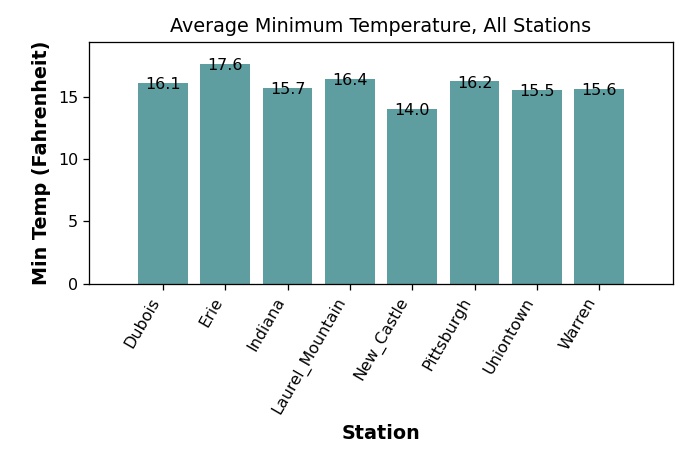 Average Minimum Temperature, All Stations
Min Temp (Fahrenheit)
15
10
5
0
16.1
17.6
15.7
16.4
14.0
16.2
15.5
15.6
Dubois
Erie
Indiana
Laurel_Mountain
New_Castle
Pittsburgh
Uniontown
Warren
Station